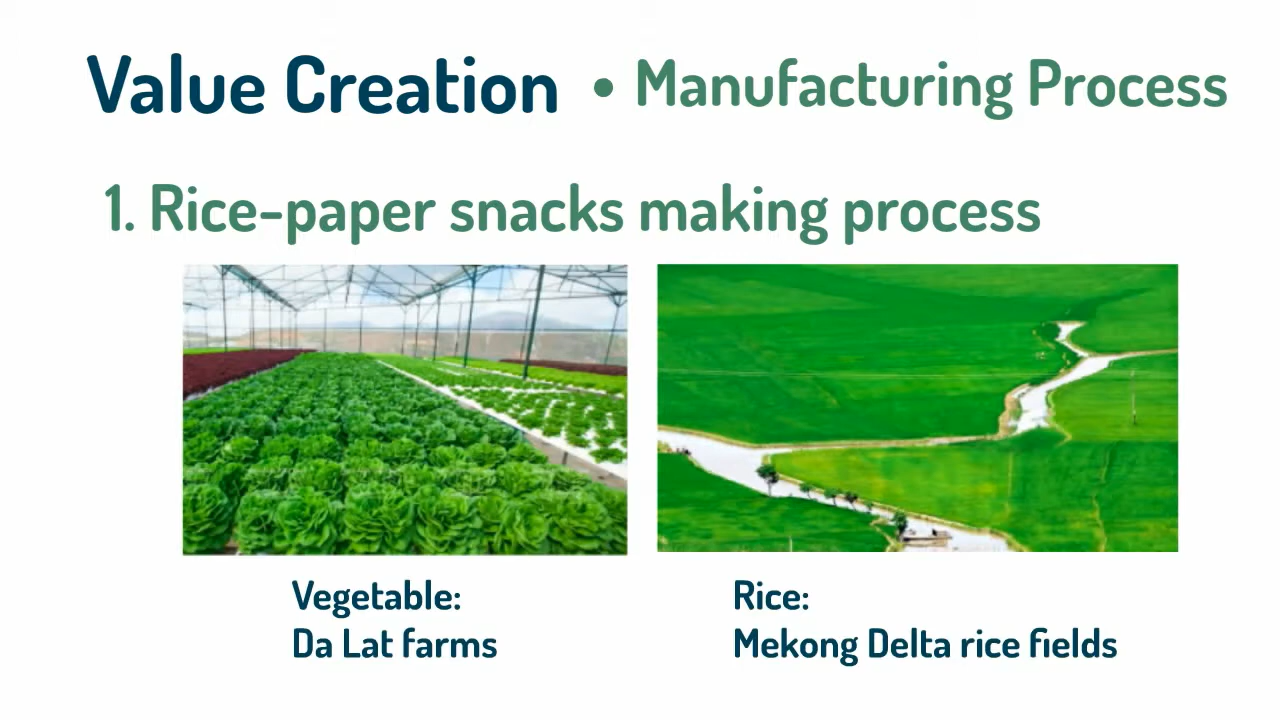 Value Creation • Manufacturing Process
1. Rice-paper snacks making process
Vegetable:
Da Lat farms
Rice:
Mekong Delta rice fields